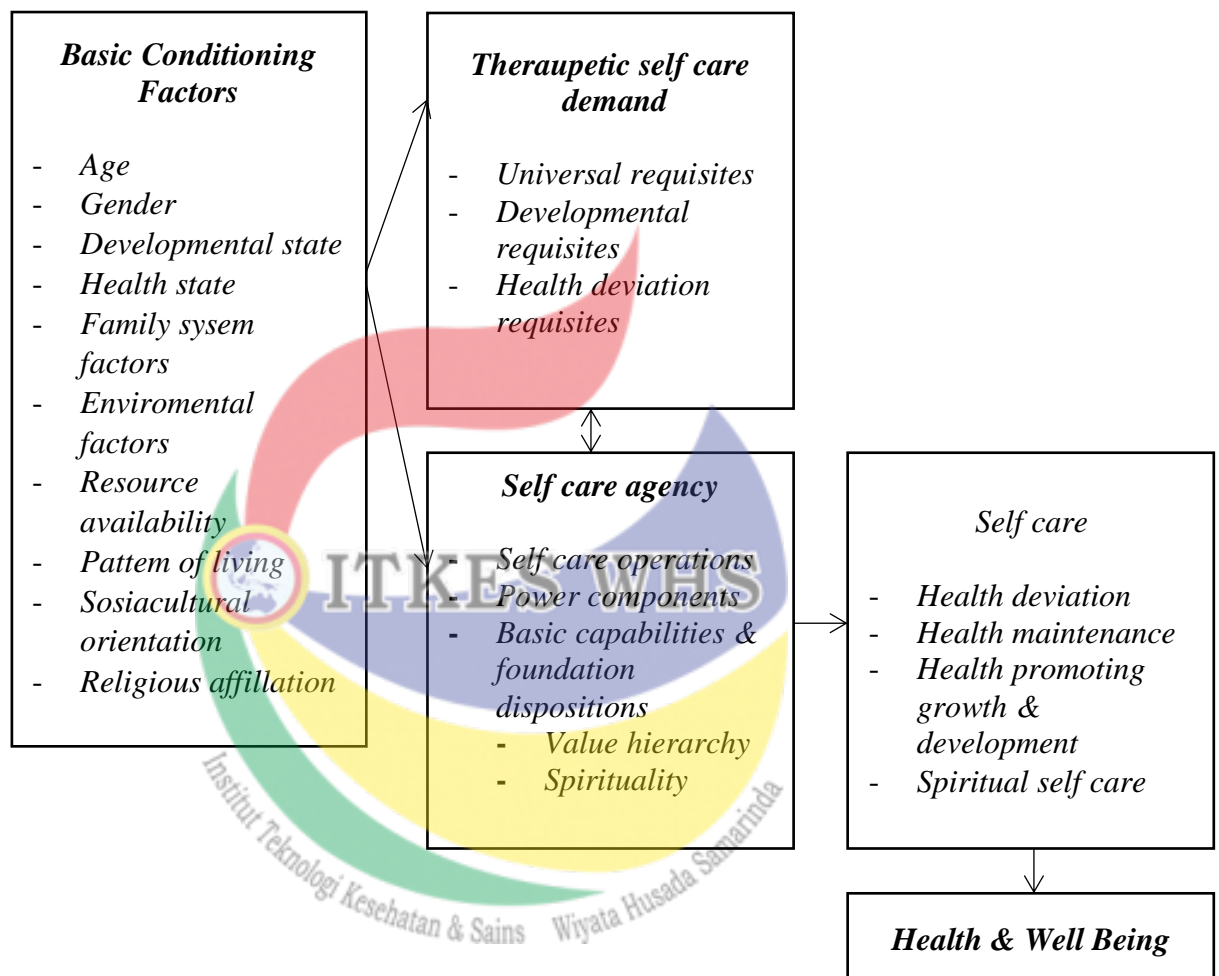 Basic Conditioning
Factors
- Age
- Gender
- Developmental state
- Health state
- Family sysem
factors
- Enviromental
factors
- Resource
availability
- Pattem of living
- Sosiacultural
orientation
- Religious affillation
Theraupetic self care
demand
- Universal requisites
- Developmental
requisites
- Health deviation
requisites
Self care agency
- Self care operations
- Power components
- Basic capabilities &
foundation
dispositions
- Value hierarchy
- Spirituality
Self care
- Health deviation
- Health maintenance
- Health promoting
growth &
development
- Spiritual self care
Health & Well Being
ITKES WHS
Institut Teknologi Kesehatan & Sains Wiyata Husada Samarinda